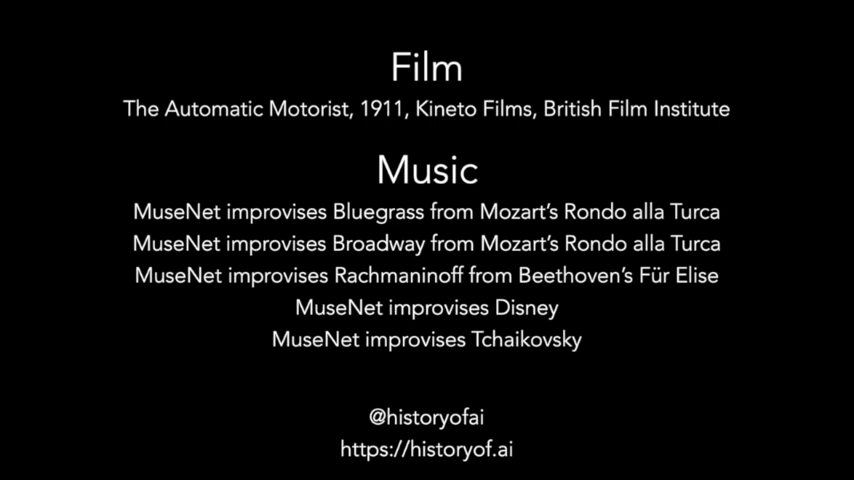 Film
The Automatic Motorist, 1911, Kineto Films, British Film Institute
Music
MuseNet improvises Bluegrass from Mozart’s Rondo alla Turca
MuseNet improvises Broadway from Mozart’s Rondo alla Turca
MuseNet improvises Rachmaninoff from Beethoven’s Für Elise
MuseNet improvises Disney
MuseNet improvises Tchaikovsky
@historyofai
https://historyof.ai